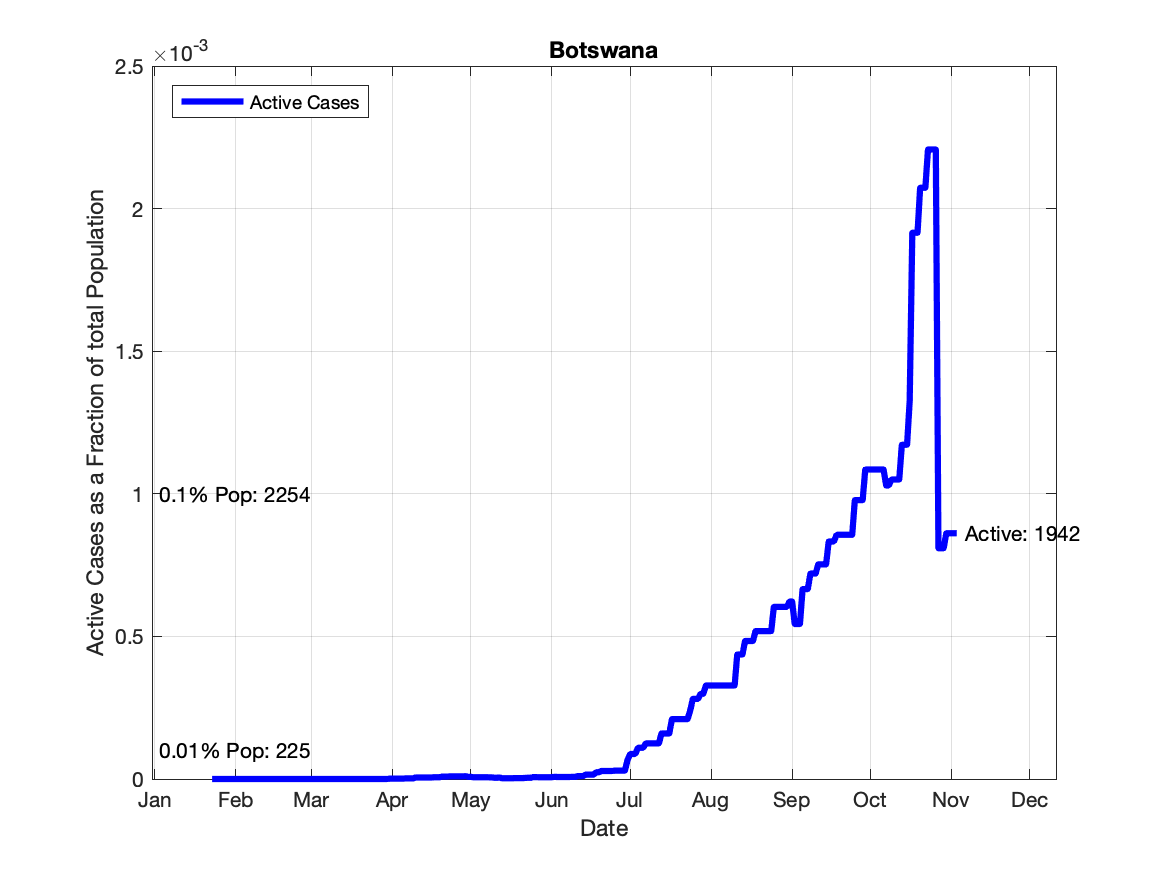 Botswana
×10-3
Active Cases
2.5
2
1.5
1
0.5
0
0.1% Pop: 2254
0.01% Pop: 225
Active: 1942
Active Cases as a Fraction of total Population
Jan Feb Mar Apr May Jun Jul Aug Sep Oct Nov Dec
Date